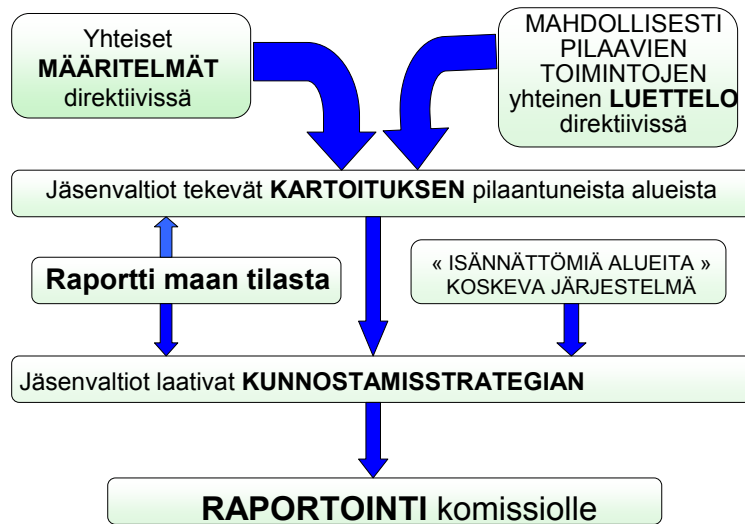 Yhteiset
MÄÄRITELMÄT
direktiivissä
MAHDOLLISESTI
PILAAVIEN
TOIMINTOJEN
yhteinen LUETTELO
direktiivissä
Jäsenvaltiot tekevät KARTOITUKSEN pilaantuneista alueista
Raportti maan tilasta
« ISÄNNÄTTÖMIÄ ALUEITA »
KOSKEVA JÄRJESTELMÄ
Jäsenvaltiot laativat KUNNOSTAMISSTRATEGIAN
RAPORTOINTI komissiolle